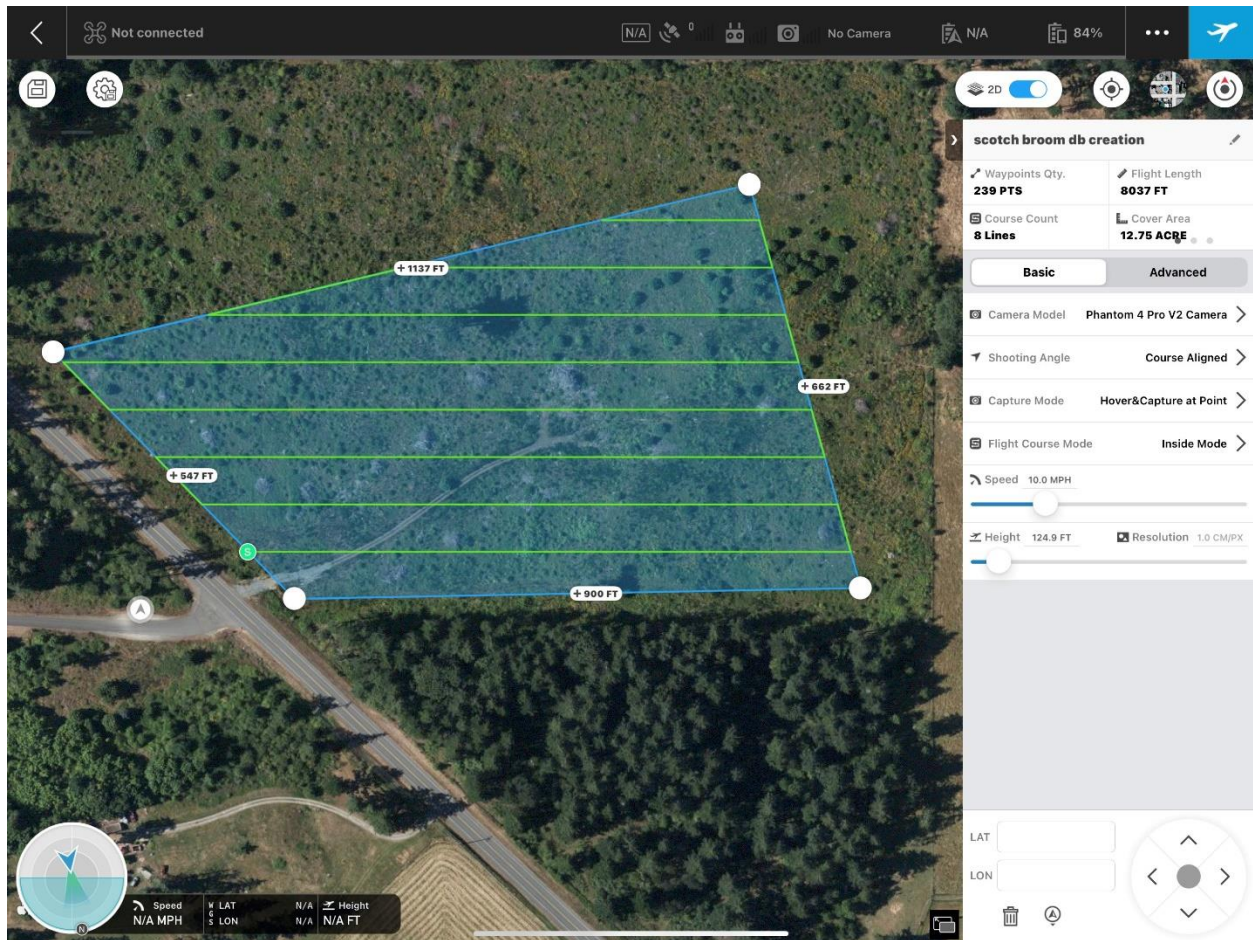 Not connected
N/A
0
No Camera
N/A
84%
2D
scotch broom db creation
Waypoints Qty.
239 PTS
Flight Length
8037 FT
Course Count
8 Lines
Cover Area
12.75 ACRE
Basic
Advanced
Camera Model
Phantom 4 Pro V2 Camera
Shooting Angle
Course Aligned
Capture Mode
Hover&Capture at Point
Flight Course Mode
Inside Mode
Speed
10.0 MPH
Height
124.9 FT
Resolution
1.0 CM/PX
+ 1137 FT
+ 662 FT
+ 547 FT
S
+ 900 FT
LAT
LON
N
Speed
N/A MPH
WGS
LAT
N/A
LON
N/A
Height
N/A FT